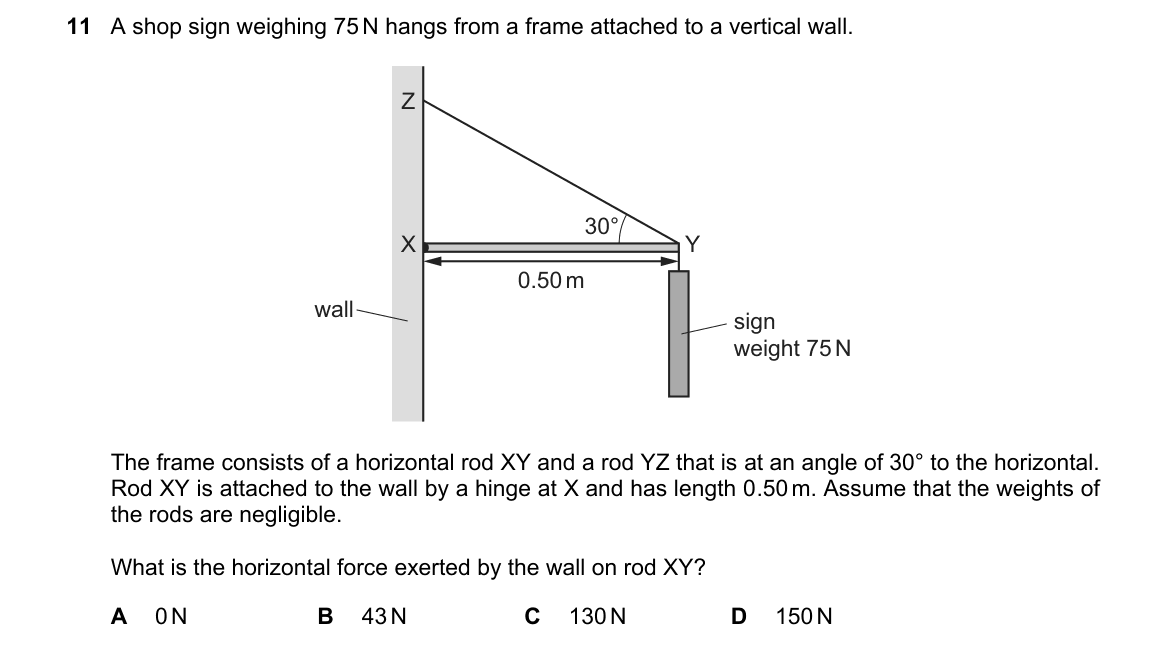 11 A shop sign weighing 75 N hangs from a frame attached to a vertical wall.
Z
30°
X
Y
0.50 m
wall
sign
weight 75 N
The frame consists of a horizontal rod XY and a rod YZ that is at an angle of 30° to the horizontal.
Rod XY is attached to the wall by a hinge at X and has length 0.50 m. Assume that the weights of
the rods are negligible.
What is the horizontal force exerted by the wall on rod XY?
A 0 N B 43 N C 130 N D 150 N